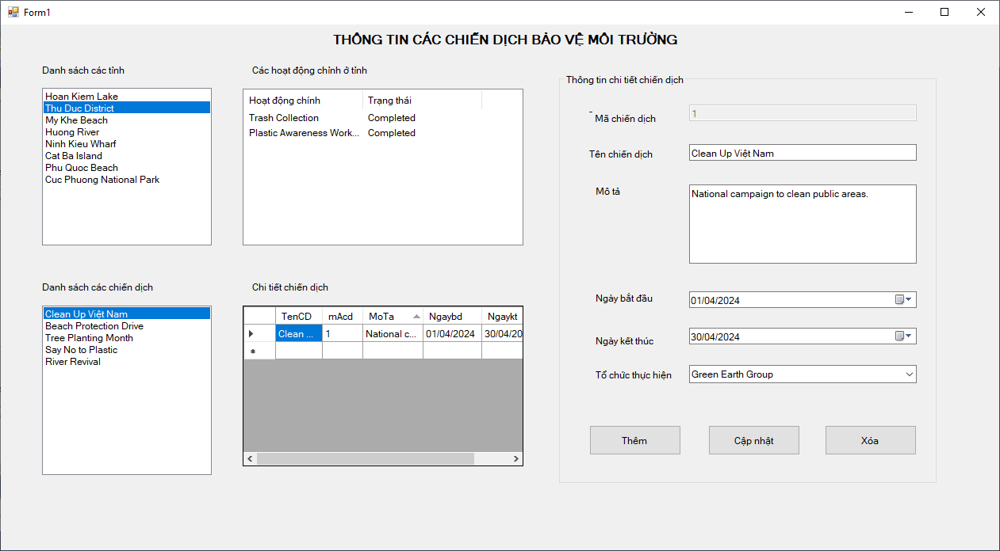 Form1
THÔNG TIN CÁC CHIẾN DỊCH BẢO VỆ MÔI TRƯỜNG
Danh sách các tỉnh
Hoan Kiem Lake
Thu Duc District
My Khe Beach
Huong River
Ninh Kieu Wharf
Cat Ba Island
Phu Quoc Beach
Cuc Phuong National Park
Các hoạt động chỉnh ở tỉnh
Hoạt động chính Trạng thái
Trash Collection Completed
Plastic Awareness Work... Completed
Danh sách các chiến dịch
Clean Up Việt Nam
Beach Protection Drive
Tree Planting Month
Say No to Plastic
River Revival
Chi tiết chiến dịch
TenCD mAcd MoTa Ngaybd Ngaykt
Clean ... 1 National c... 01/04/2024 30/04/20
Thông tin chi tiết chiến dịch
- Mã chiến dịch 1
Tên chiến dịch Clean Up Việt Nam
Mô tả National campaign to clean public areas.
Ngày bắt đầu 01/04/2024
Ngày kết thúc 30/04/2024
Tổ chức thực hiện Green Earth Group
Thêm Cập nhật Xóa